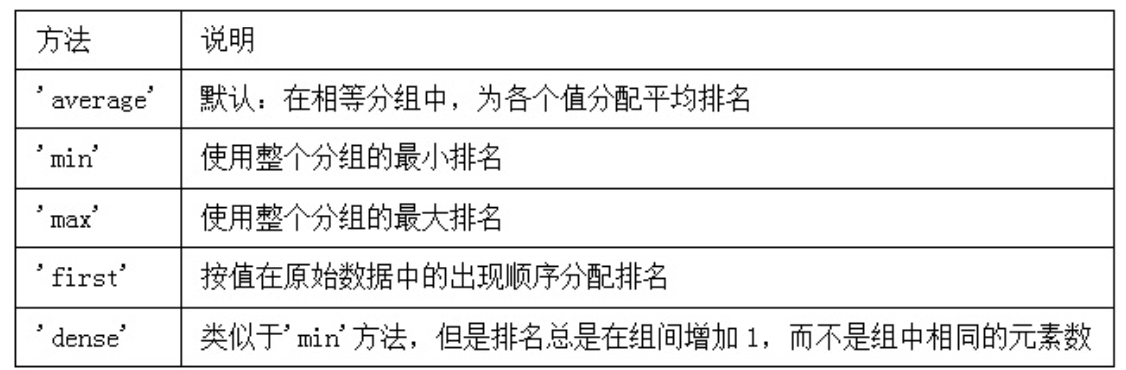 方法 说明
'average' 默认：在相等分组中，为各个值分配平均排名
'min' 使用整个分组的最小排名
'max' 使用整个分组的最大排名
'first' 按值在原始数据中的出现顺序分配排名
'dense' 类似于'min'方法，但是排名总是在组间增加1，而不是组中相同的元素数